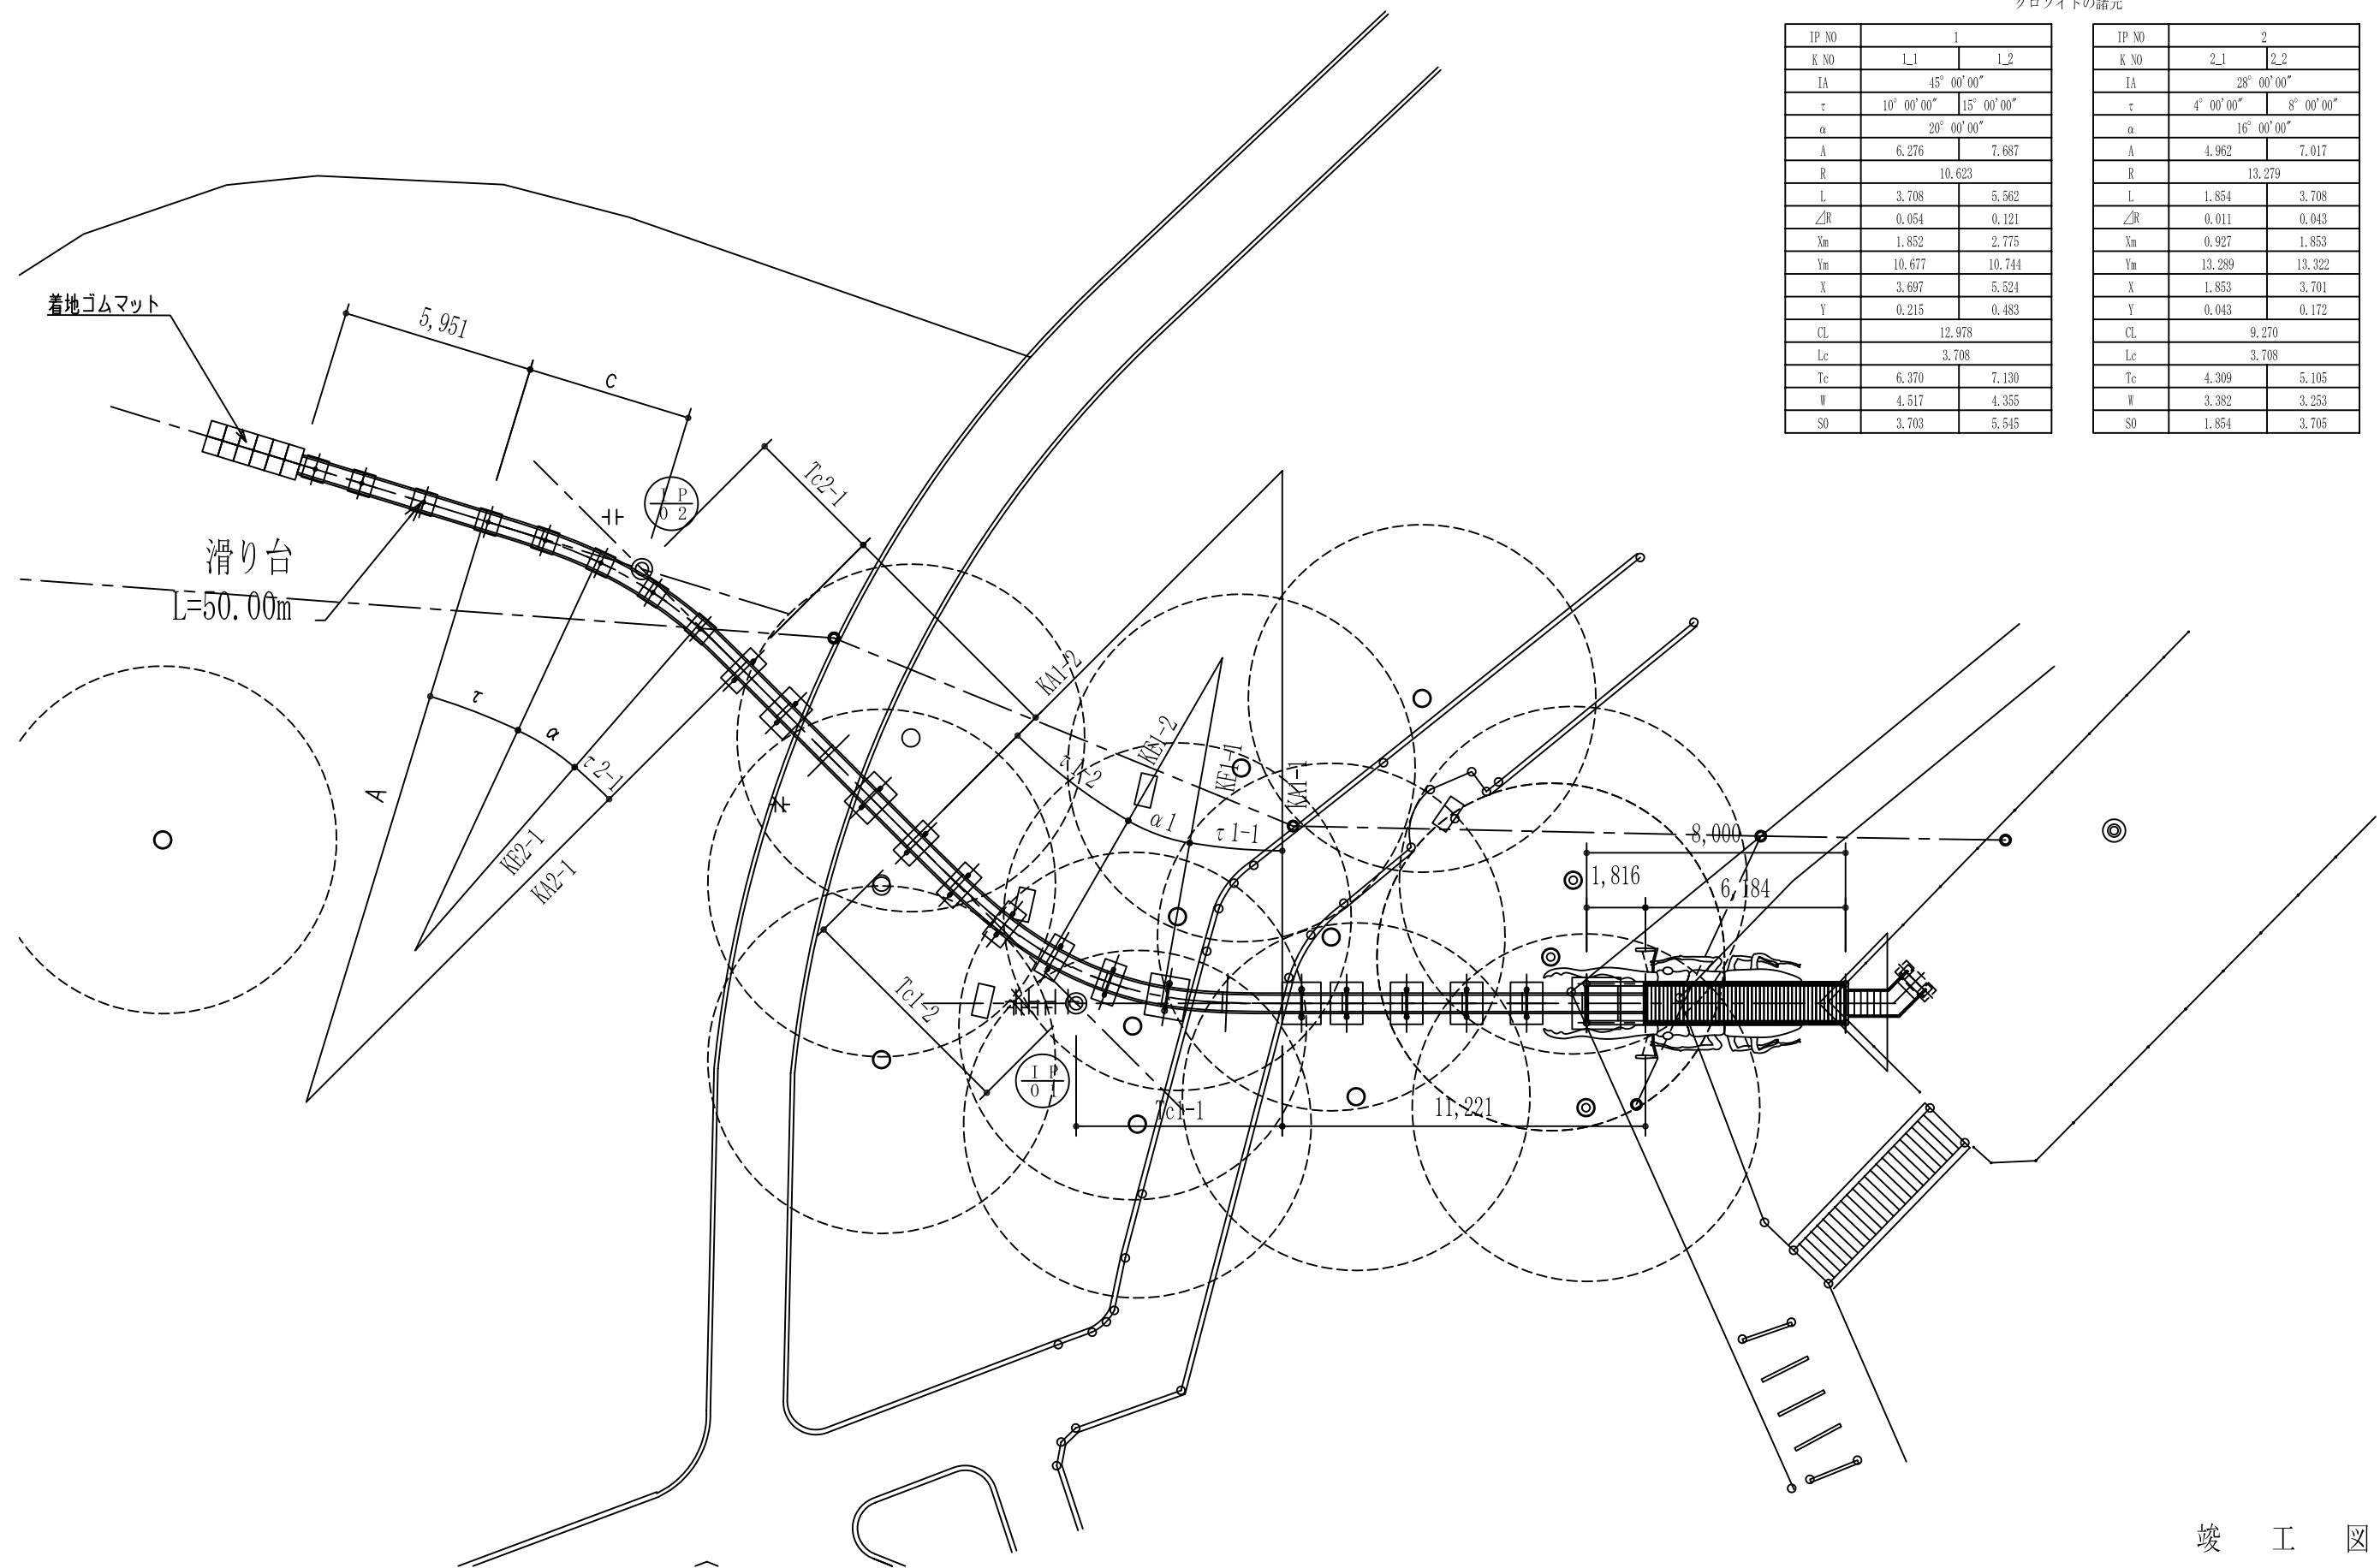 クロソイドの諸元
IP NO 1
K NO 1_1 1_2
IA 45° 00'00"
τ 10° 00'00" 15° 00'00"
α 20° 00'00"
A 6.276 7.687
R 10.623
L 3.708 5.562
⊿R 0.054 0.121
Xm 1.852 2.775
Ym 10.677 10.744
X 3.697 5.524
Y 0.215 0.483
CL 12.978
Lc 3.708
Tc 6.370 7.130
W 4.517 4.355
S0 3.703 5.545
IP NO 2
K NO 2_1 2_2
IA 28° 00'00"
τ 4° 00'00" 8° 00'00"
α 16° 00'00"
A 4.962 7.017
R 13.279
L 1.854 3.708
⊿R 0.011 0.043
Xm 0.927 1.853
Ym 13.289 13.322
X 1.853 3.701
Y 0.043 0.172
CL 9.270
Lc 3.708
Tc 4.309 5.105
W 3.382 3.253
S0 1.854 3.705
着地ゴムマット
5,951
c
Tc2-1
I P
0 2
滑り台
L=50.00m
KA1-2
KE1-2
KE1-1
KA1-1
τ1-2
α1
τ1-1
τ
α
τ2-1
A
KE2-1
KA2-1
8,000
1,816
6,184
Tc1-2
I P
0 1
Tc1-1
11,221
竣 工 図